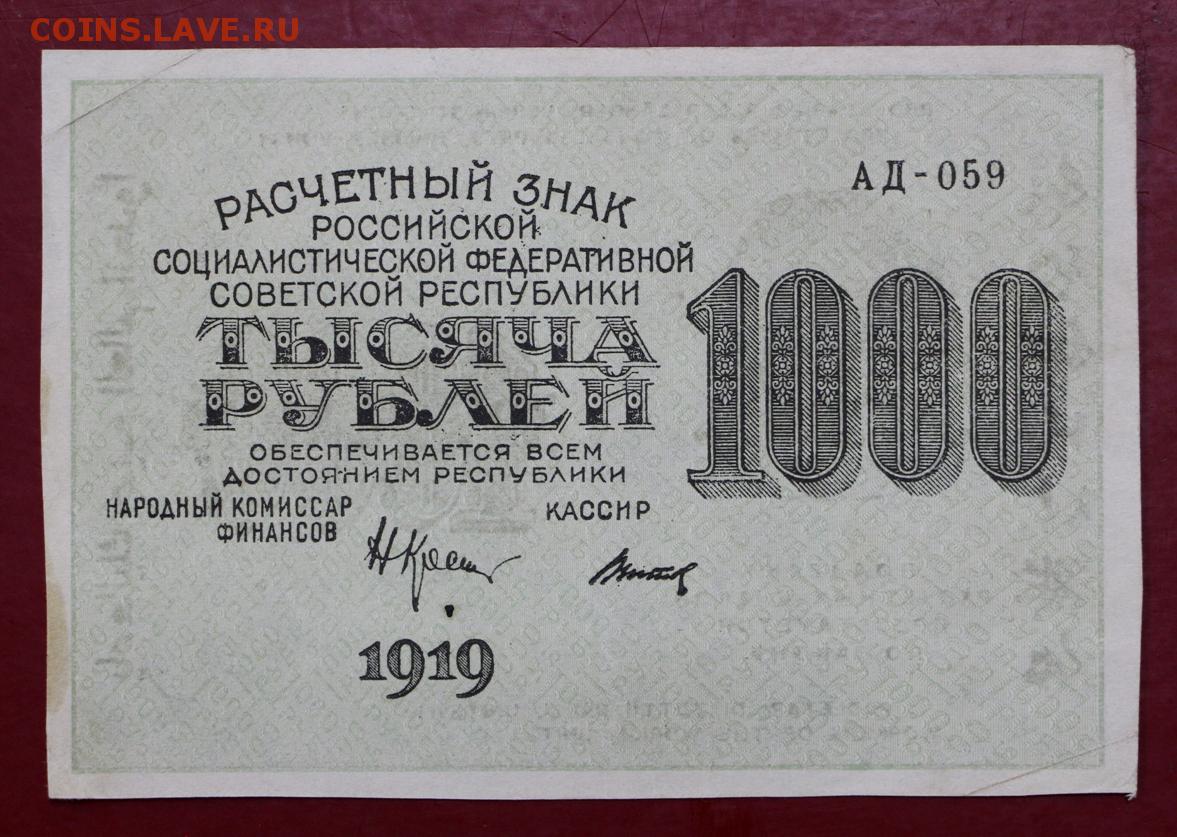 COINS.LAVE.RU
АД-059
РАСЧЕТНЫЙ ЗНАК
РОССИЙСКОЙ
СОЦИАЛИСТИЧЕСКОЙ ФЕДЕРАТИВНОЙ
СОВЕТСКОЙ РЕСПУБЛИКИ
ТЫСЯЧА
РУБЛЕЙ
1000
ОБЕСПЕЧИВАЕТСЯ ВСЕМ
ДОСТОЯНИЕМ РЕСПУБЛИКИ
НАРОДНЫЙ КОМИССАР
ФИНАНСОВ
КАССИР
1919